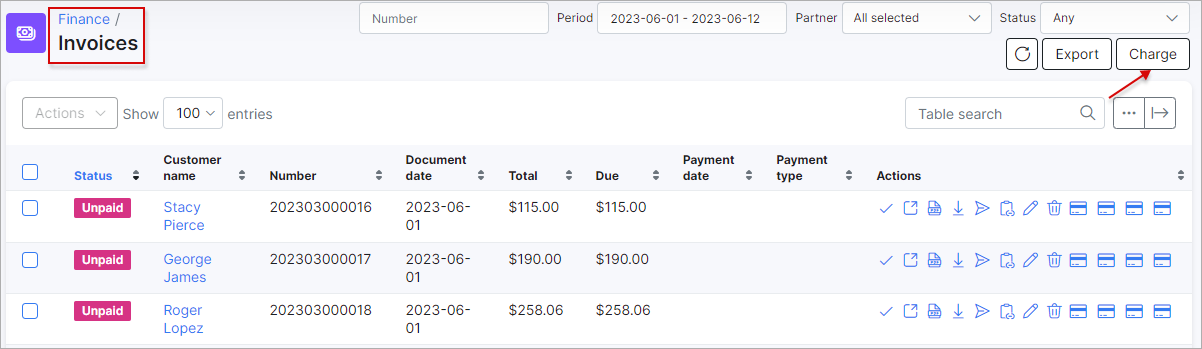 Finance /
Invoices
Number
Period
2023-06-01 - 2023-06-12
Partner
All selected
Status
Any
Export
Charge
Actions
Show
100
entries
Table search
Status
Customer
name
Number
Document
date
Total
Due
Payment
date
Payment
type
Actions
Unpaid
Stacy
Pierce
202303000016
2023-06-
01
$115.00
$115.00
Unpaid
George
James
202303000017
2023-06-
01
$190.00
$190.00
Unpaid
Roger
Lopez
202303000018
2023-06-
01
$258.06
$258.06